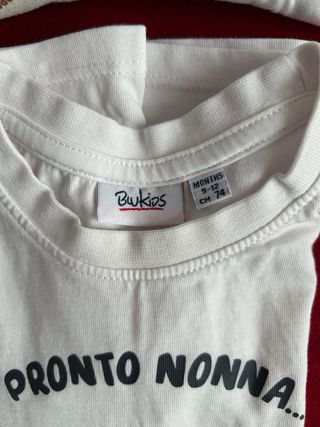 BluKids
MONTHS
9-12
CM 74
PRONTO NONNA...